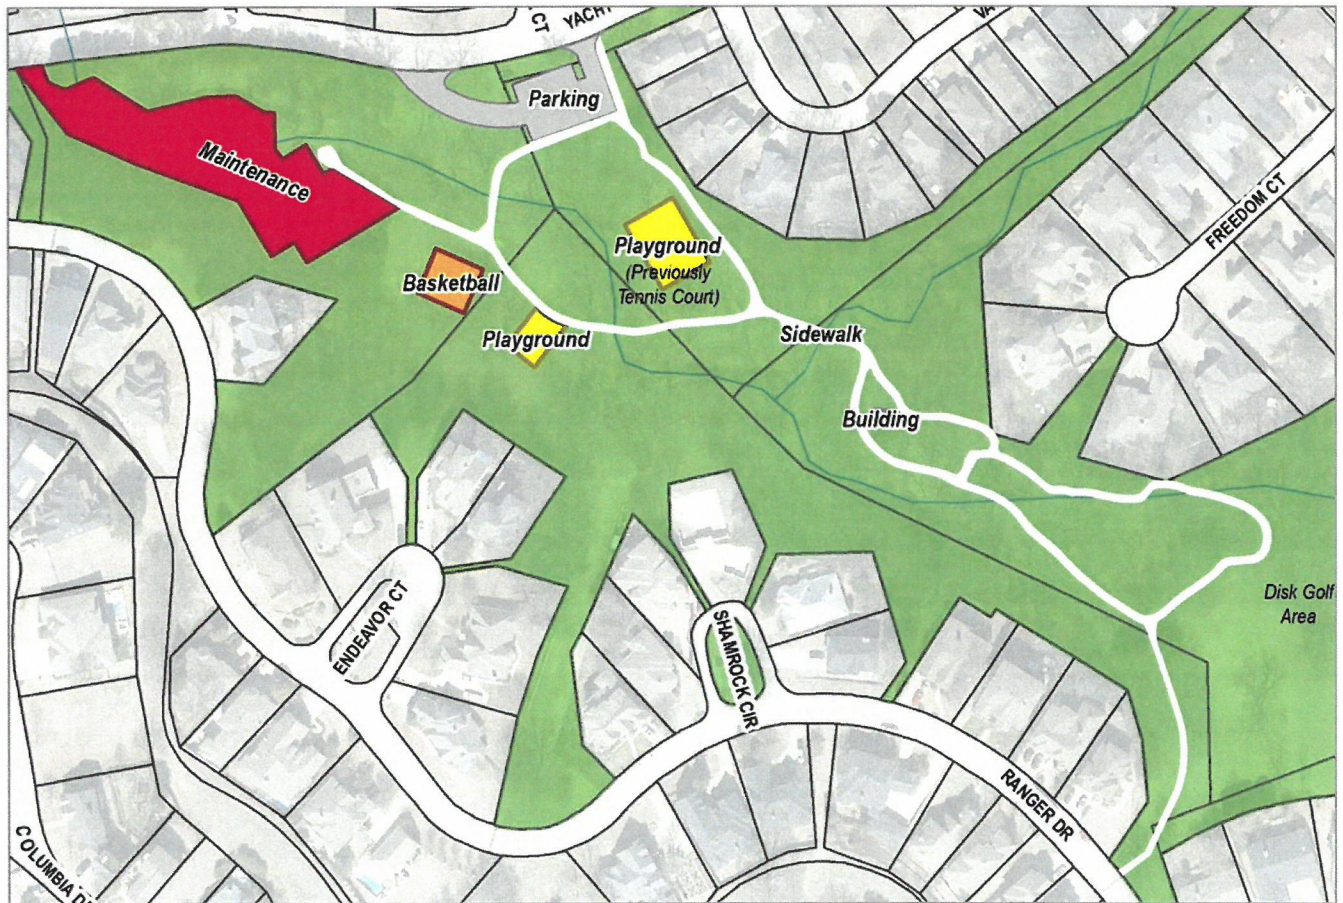 YACHT
CT
VA
Parking
Maintenance
FREEDOM CT
Playground
(Previously
Tennis Court)
Basketball
Playground
Sidewalk
Building
Disk Golf
Area
ENDEAVOR CT
SHAMROCK CIR
RANGER DR
COLUMBIA D